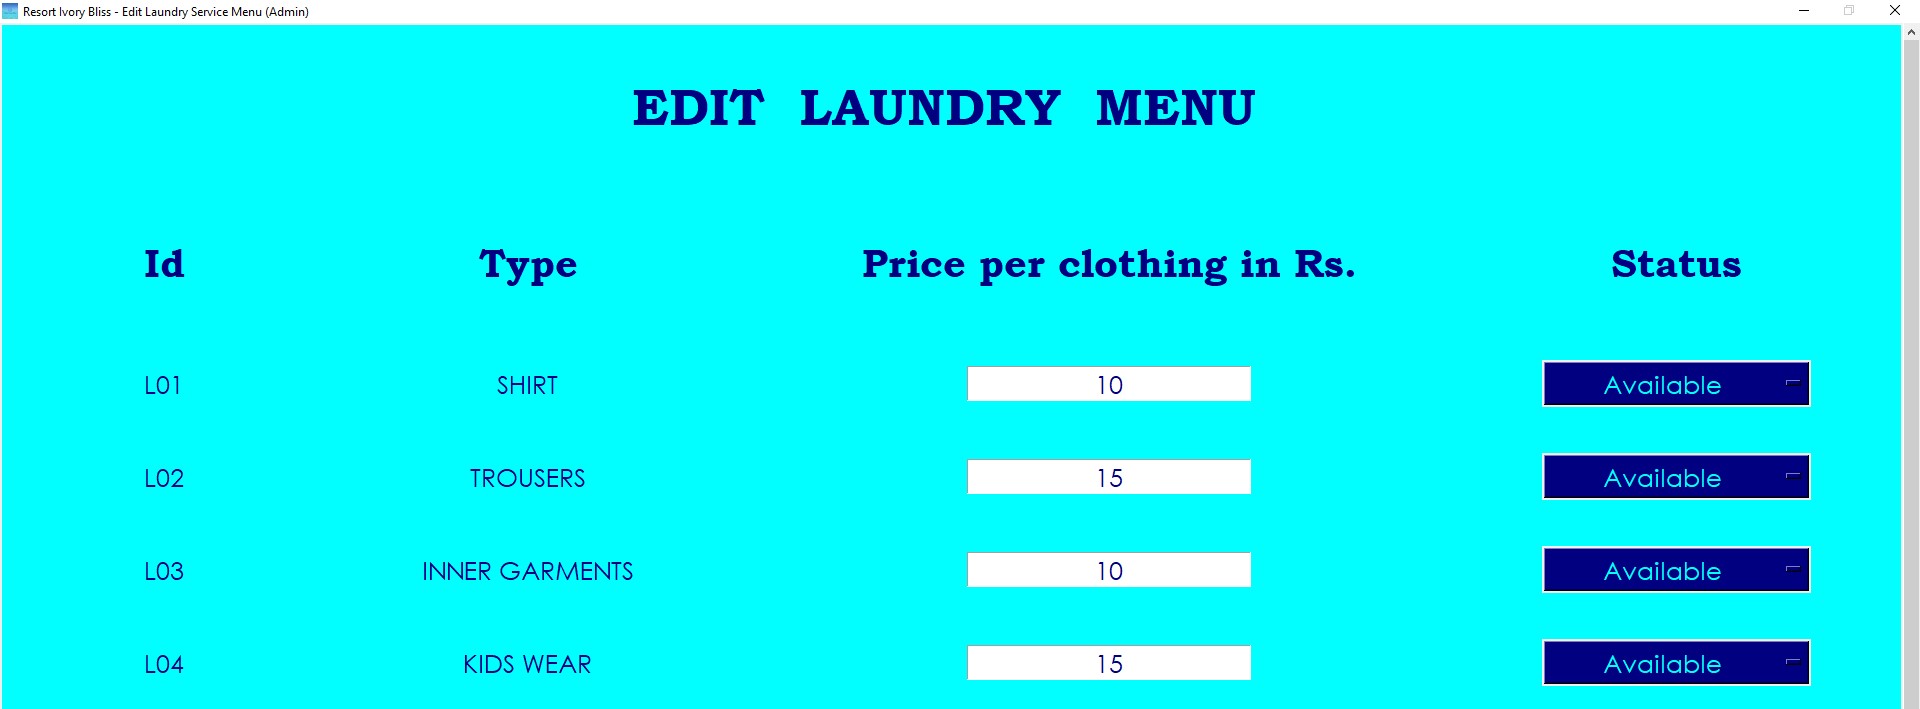 Resort Ivory Bliss - Edit Laundry Service Menu (Admin)
EDIT LAUNDRY MENU
Id Type Price per clothing in Rs. Status
L01 SHIRT 10 Available
L02 TROUSERS 15 Available
L03 INNER GARMENTS 10 Available
L04 KIDS WEAR 15 Available